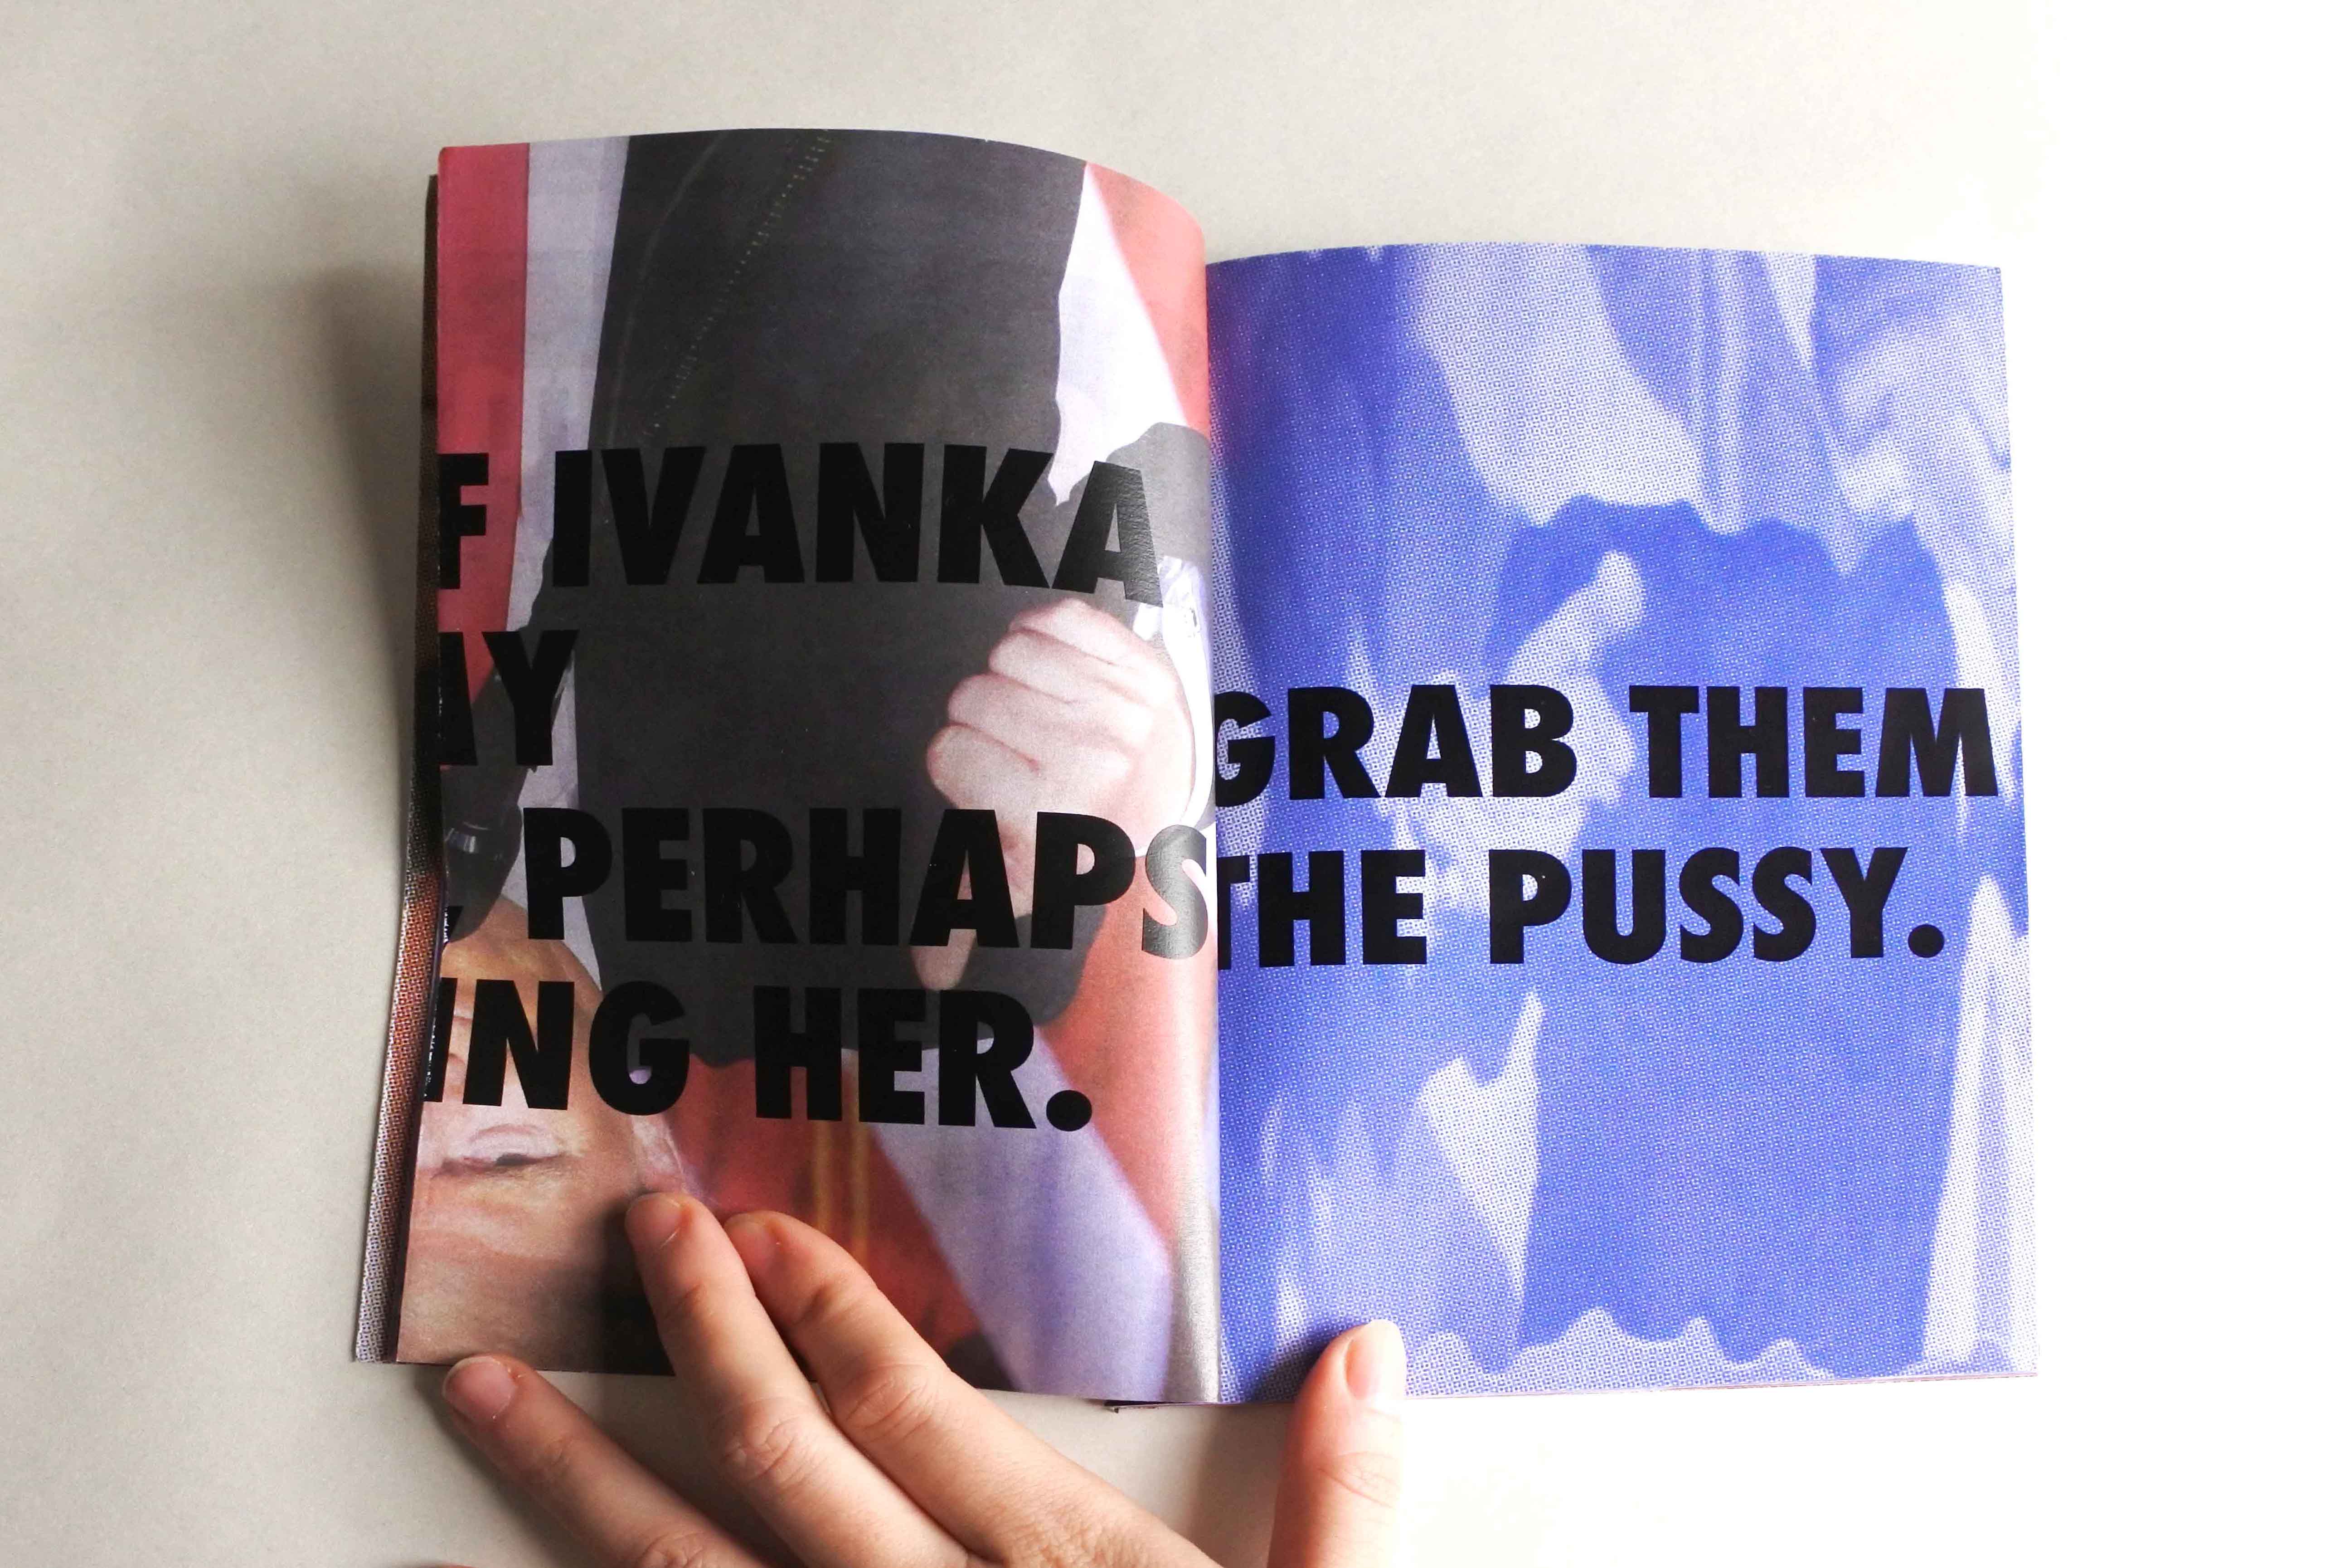 F IVANKA
AY
, PERHAPS
ING HER.
GRAB THEM
THE PUSSY.